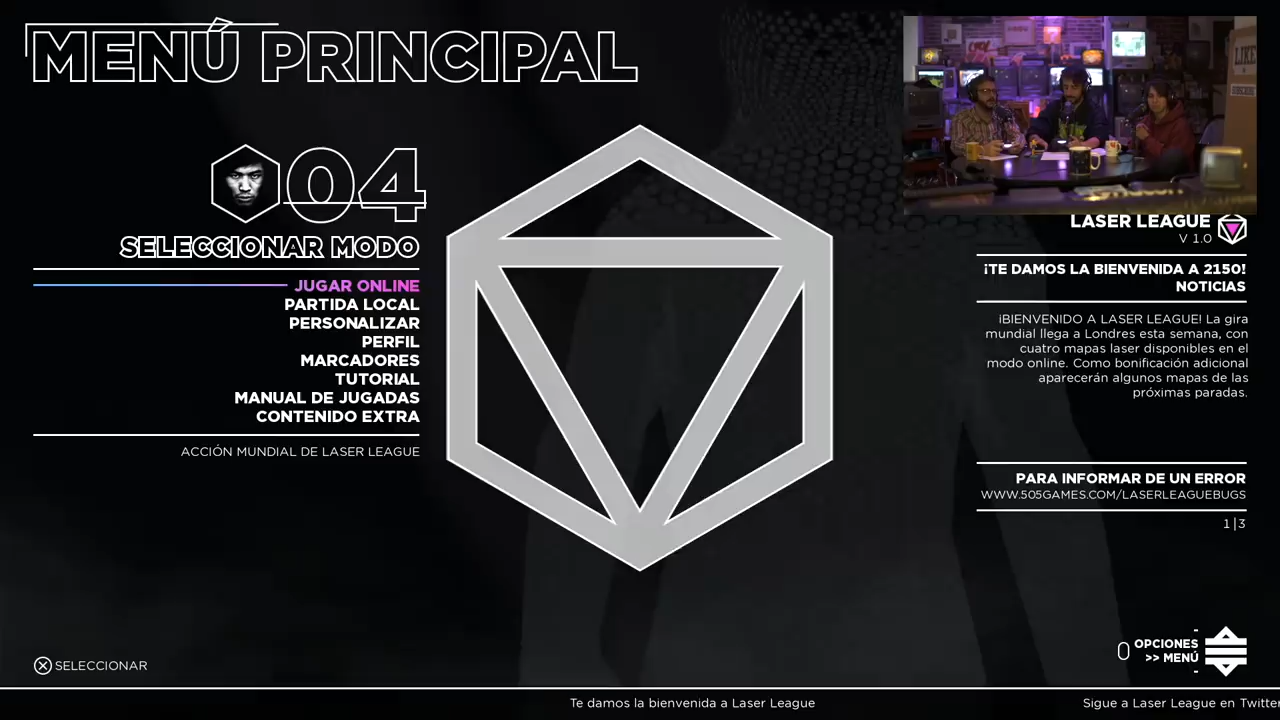 MENÚ PRINCIPAL
04
SELECCIONAR MODO
JUGAR ONLINE
PARTIDA LOCAL
PERSONALIZAR
PERFIL
MARCADORES
TUTORIAL
MANUAL DE JUGADAS
CONTENIDO EXTRA
ACCIÓN MUNDIAL DE LASER LEAGUE
LIKE
SUBSCRIBE
LASER LEAGUE
V 1.0
¡TE DAMOS LA BIENVENIDA A 2150!
NOTICIAS
¡BIENVENIDO A LASER LEAGUE! La gira
mundial llega a Londres esta semana, con
cuatro mapas laser disponibles en el
modo online. Como bonificación adicional
aparecerán algunos mapas de las
próximas paradas.
PARA INFORMAR DE UN ERROR
WWW.505GAMES.COM/LASERLEAGUEBUGS
1|3
SELECCIONAR
OPCIONES
>> MENÚ
Te damos la bienvenida a Laser League
Sigue a Laser League en Twitter